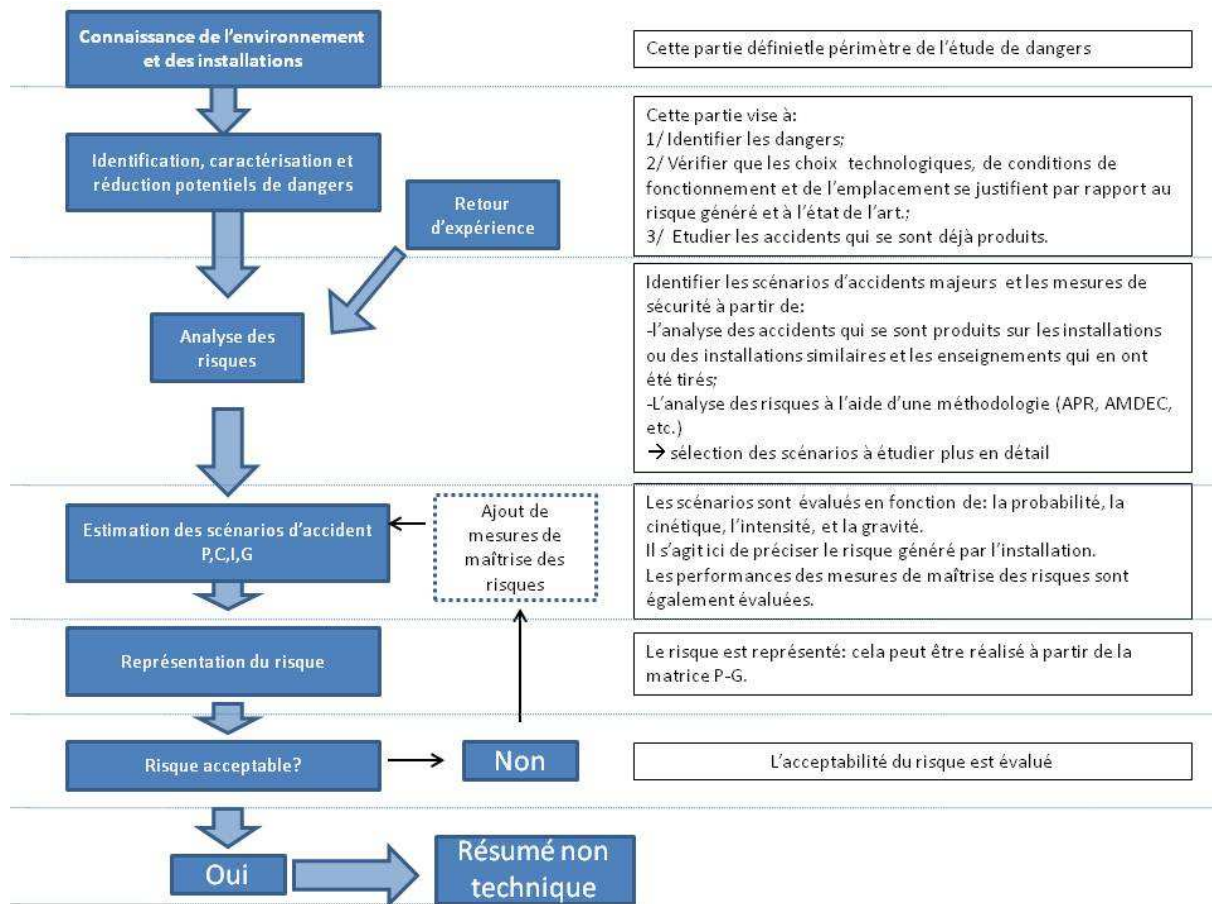 Connaissance de l'environnement
et des installations
Cette partie définietle périmètre de l'étude de dangers
Identification, caractérisation et
réduction potentiels de dangers
Retour
d'expérience
Cette partie vise à:
1/ Identifier les dangers;
2/ Vérifier que les choix technologiques, de conditions de
fonctionnement et de l'emplacement se justifient par rapport au
risque généré et à l'état de l'art.;
3/ Etudier les accidents qui se sont déjà produits.
Analyse des
risques
Identifier les scénarios d'accidents majeurs et les mesures de
sécurité à partir de:
-l'analyse des accidents qui se sont produits sur les installations
ou des installations similaires et les enseignements qui en ont
été tirés;
-L'analyse des risques à l'aide d'une méthodologie (APR, AMDEC,
etc.)
→ sélection des scénarios à étudier plus en détail
Estimation des scénarios d'accident
P,C,I,G
Ajout de
mesures de
maîtrise des
risques
Les scénarios sont évalués en fonction de: la probabilité, la
cinétique, l'intensité, et la gravité.
Il s'agit ici de préciser le risque généré par l'installation.
Les performances des mesures de maîtrise des risques sont
également évaluées.
Représentation du risque
Le risque est représenté: cela peut être réalisé à partir de la
matrice P-G.
Risque acceptable?
Non
L'acceptabilité du risque est évalué
Oui
Résumé non
technique